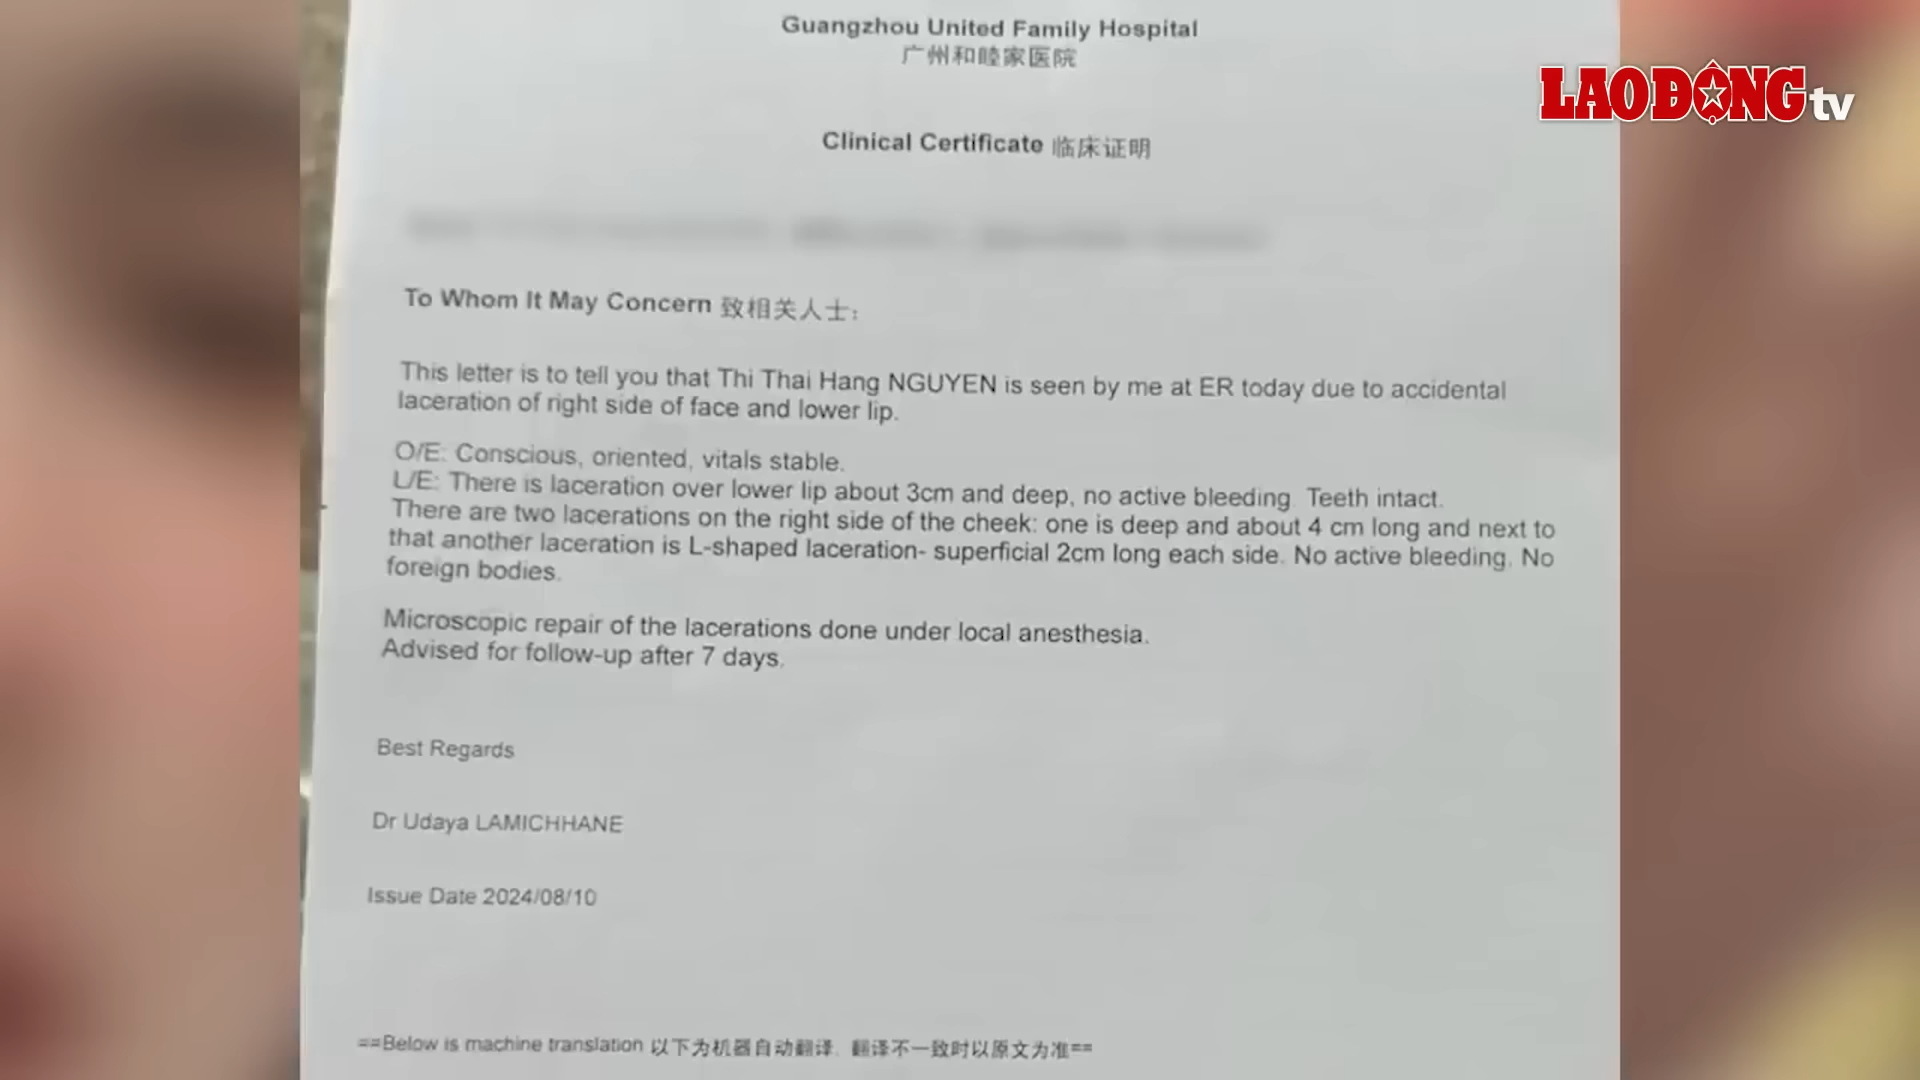 Guangzhou United Family Hospital
广州和睦家医院
LAO ĐỘNG tv
Clinical Certificate 临床证明
To Whom It May Concern 致相关人士：
This letter is to tell you that Thi Thai Hang NGUYEN is seen by me at ER today due to accidental
laceration of right side of face and lower lip.
O/E: Conscious, oriented, vitals stable.
L/E: There is laceration over lower lip about 3cm and deep, no active bleeding. Teeth intact.
There are two lacerations on the right side of the cheek: one is deep and about 4 cm long and next to
that another laceration is L-shaped laceration- superficial 2cm long each side. No active bleeding. No
foreign bodies.
Microscopic repair of the lacerations done under local anesthesia.
Advised for follow-up after 7 days.
Best Regards
Dr Udaya LAMICHHANE
Issue Date 2024/08/10
==Below is machine translation 以下为机器自动翻译，翻译不一致时以原文为准==